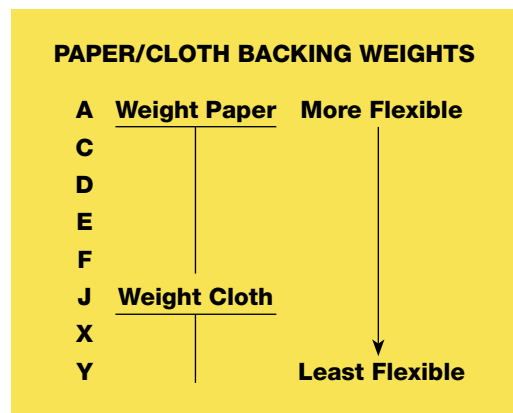 PAPER/CLOTH BACKING WEIGHTS
A Weight Paper More Flexible
C
D
E
F
J Weight Cloth
X
Y Least Flexible